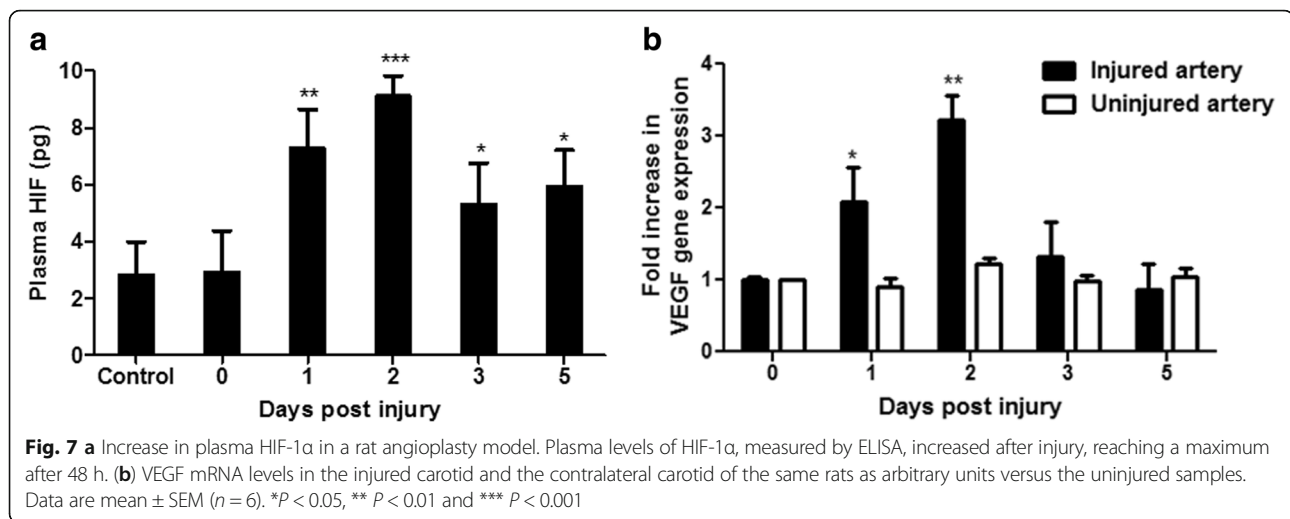 a
Plasma HIF (pg)
10
8
6
4
2
0
**
***
*
*
Control 0 1 2 3 5
Days post injury
b
Fold increase in
VEGF gene expression
4
3
2
1
0
*
**
Injured artery
Uninjured artery
0 1 2 3 5
Days post injury
Fig. 7 a Increase in plasma HIF-1α in a rat angioplasty model. Plasma levels of HIF-1α, measured by ELISA, increased after injury, reaching a maximum
after 48 h. (b) VEGF mRNA levels in the injured carotid and the contralateral carotid of the same rats as arbitrary units versus the uninjured samples.
Data are mean ± SEM (n = 6). *P < 0.05, ** P < 0.01 and *** P < 0.001